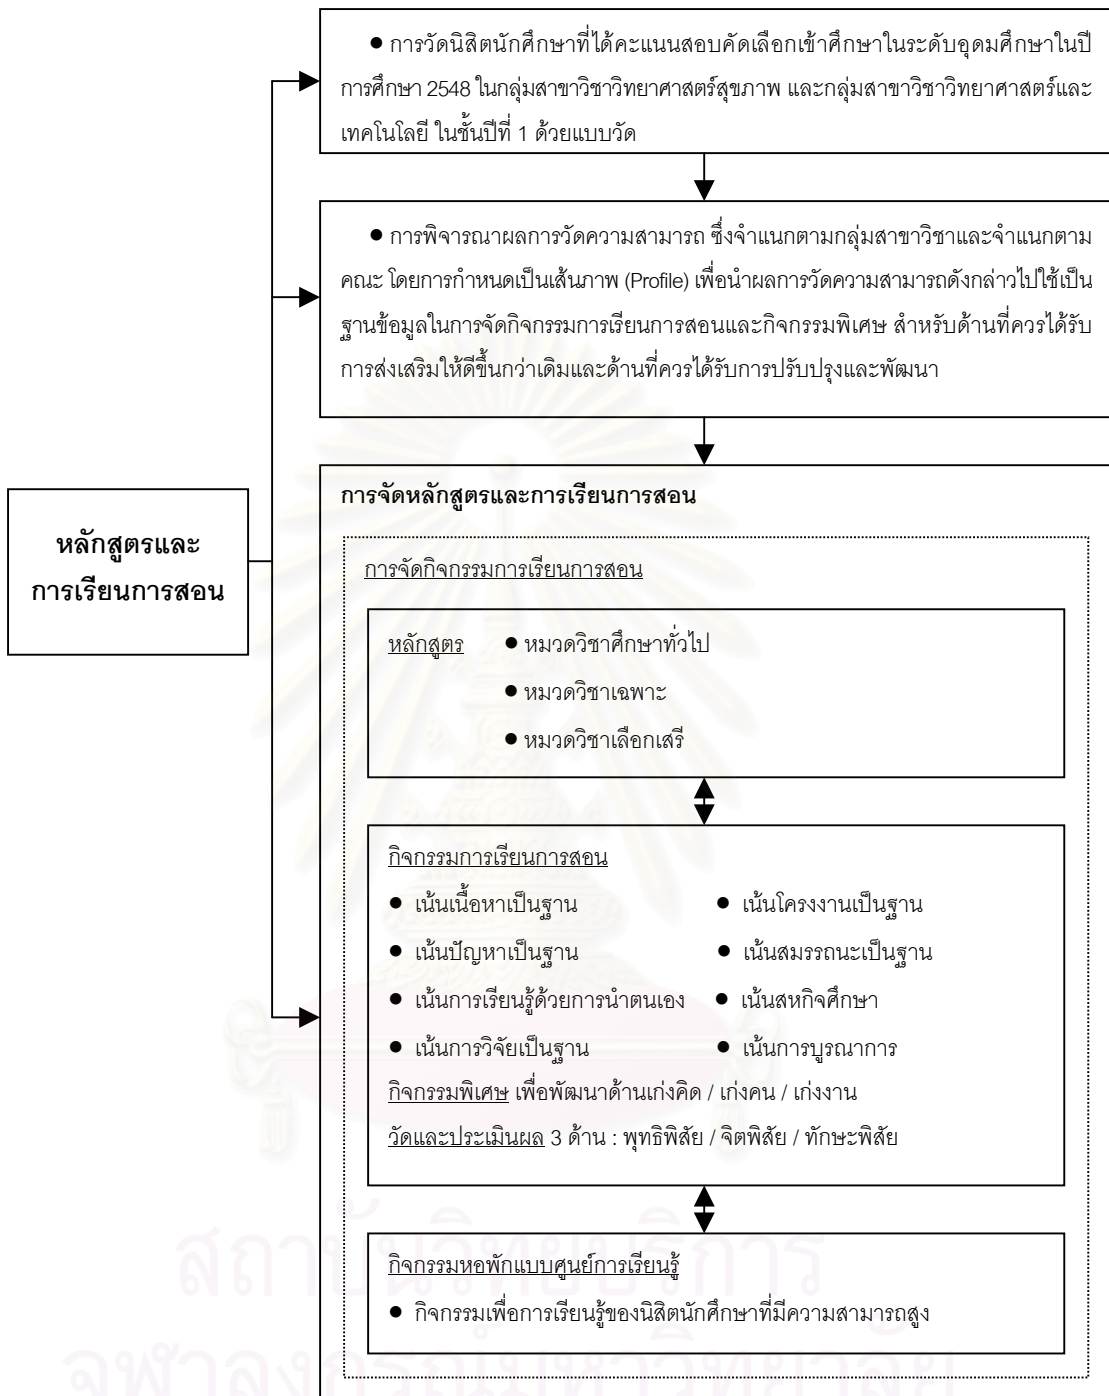 ● การวัดนิสิตนักศึกษาที่ได้คะแนนสอบคัดเลือกเข้าศึกษาในระดับอุดมศึกษาในปี
การศึกษา 2548 ในกลุ่มสาขาวิชาวิทยาศาสตร์สุขภาพ และกลุ่มสาขาวิชาวิทยาศาสตร์และ
เทคโนโลยี ในชั้นปีที่ 1 ด้วยแบบวัด
● การพิจารณาผลการวัดความสามารถ ซึ่งจำแนกตามกลุ่มสาขาวิชาและจำแนกตาม
คณะ โดยการกำหนดเป็นเส้นภาพ (Profile) เพื่อนำผลการวัดความสามารถดังกล่าวไปใช้เป็น
ฐานข้อมูลในการจัดกิจกรรมการเรียนการสอนและกิจกรรมพิเศษ สำหรับด้านที่ควรได้รับ
การส่งเสริมให้ดีขึ้นกว่าเดิมและด้านที่ควรได้รับการปรับปรุงและพัฒนา
หลักสูตรและ
การเรียนการสอน
การจัดหลักสูตรและการเรียนการสอน
การจัดกิจกรรมการเรียนการสอน
หลักสูตร ● หมวดวิชาศึกษาทั่วไป
● หมวดวิชาเฉพาะ
● หมวดวิชาเลือกเสรี
กิจกรรมการเรียนการสอน
● เน้นเนื้อหาเป็นฐาน ● เน้นโครงงานเป็นฐาน
● เน้นปัญหาเป็นฐาน ● เน้นสมรรถนะเป็นฐาน
● เน้นการเรียนรู้ด้วยการนำตนเอง ● เน้นสหกิจศึกษา
● เน้นการวิจัยเป็นฐาน ● เน้นการบูรณาการ
กิจกรรมพิเศษ เพื่อพัฒนาด้านเก่งคิด / เก่งคน / เก่งงาน
วัดและประเมินผล 3 ด้าน : พุทธิพิสัย / จิตพิสัย / ทักษะพิสัย
กิจกรรมหอพักแบบศูนย์การเรียนรู้
● กิจกรรมเพื่อการเรียนรู้ของนิสิตนักศึกษาที่มีความสามารถสูง
สถาบันวิทยบริการ
จุฬาลงกรณ์มหาวิทยาลัย